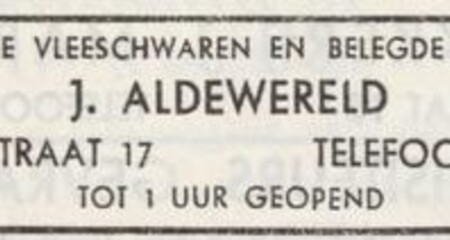 E VLEESCHWAREN EN BELEGDE
J. ALDEWERELD
TRAAT 17 TELEFOO
TOT 1 UUR GEOPEND